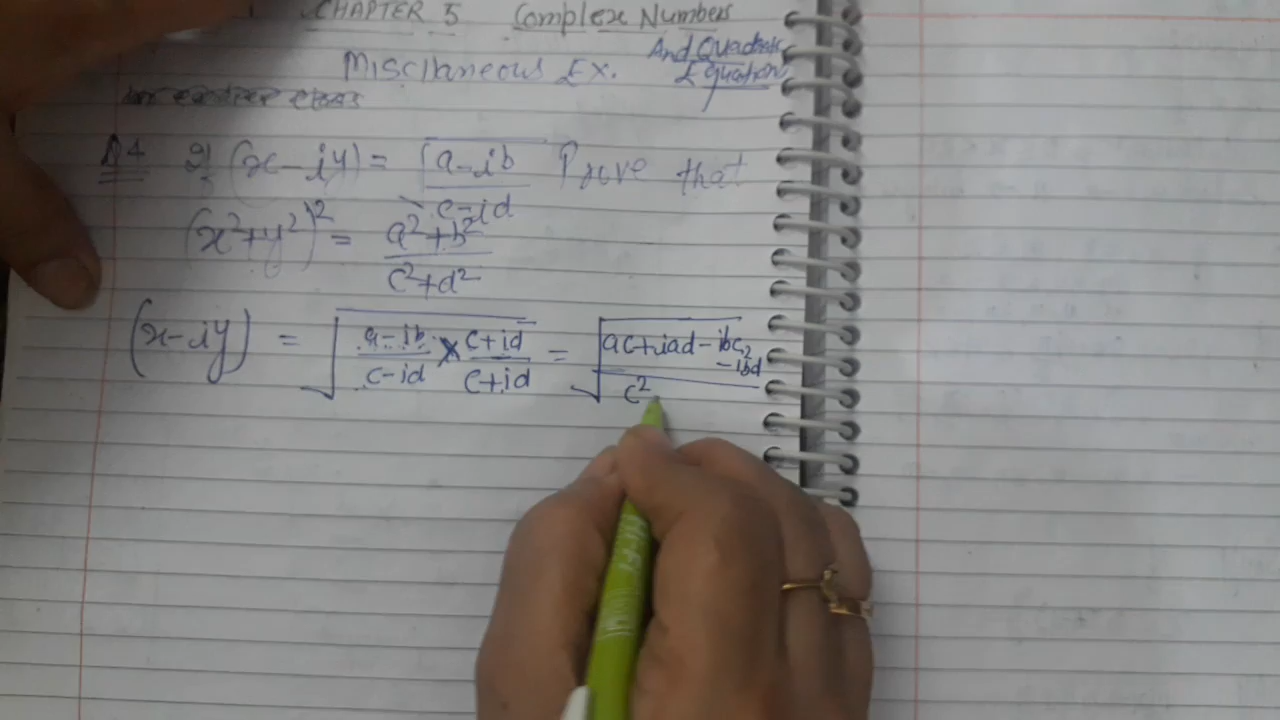 CHAPTER 5 Complex Numbers
And Quadratic
Miscllaneous Ex. Equations
Q4 If (x-iy) = √(a-ib / c-id) Prove that
(x²+y²)² = a²+b² / c²+d²
(x-iy) = √(a-ib / c-id × c+id / c+id) = √(ac+iad-ibc-i²bd / c²)